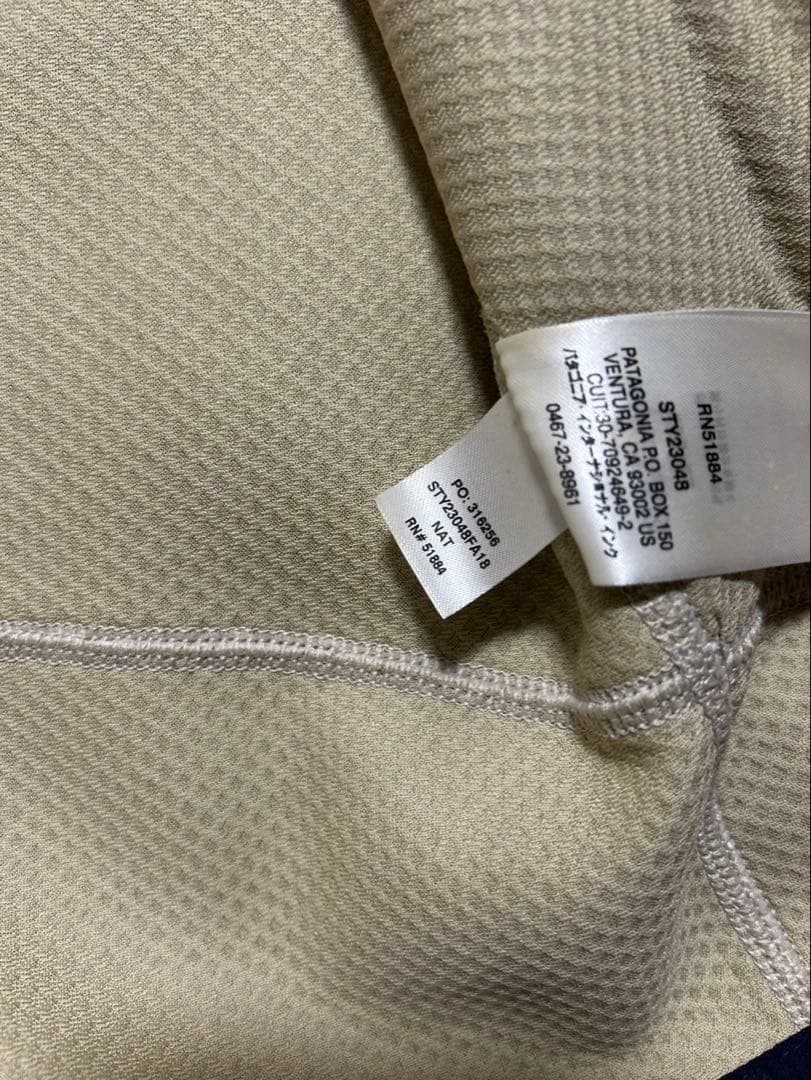 RN51884
STY23048
PATAGONIA P.O. BOX 150
VENTURA, CA 93002 US
CUIT:30-70924649-2
パタゴニア・インターナショナル・インク
0467-23-8961
PO: 316256
STY23048FA18
NAT
RN# 51884